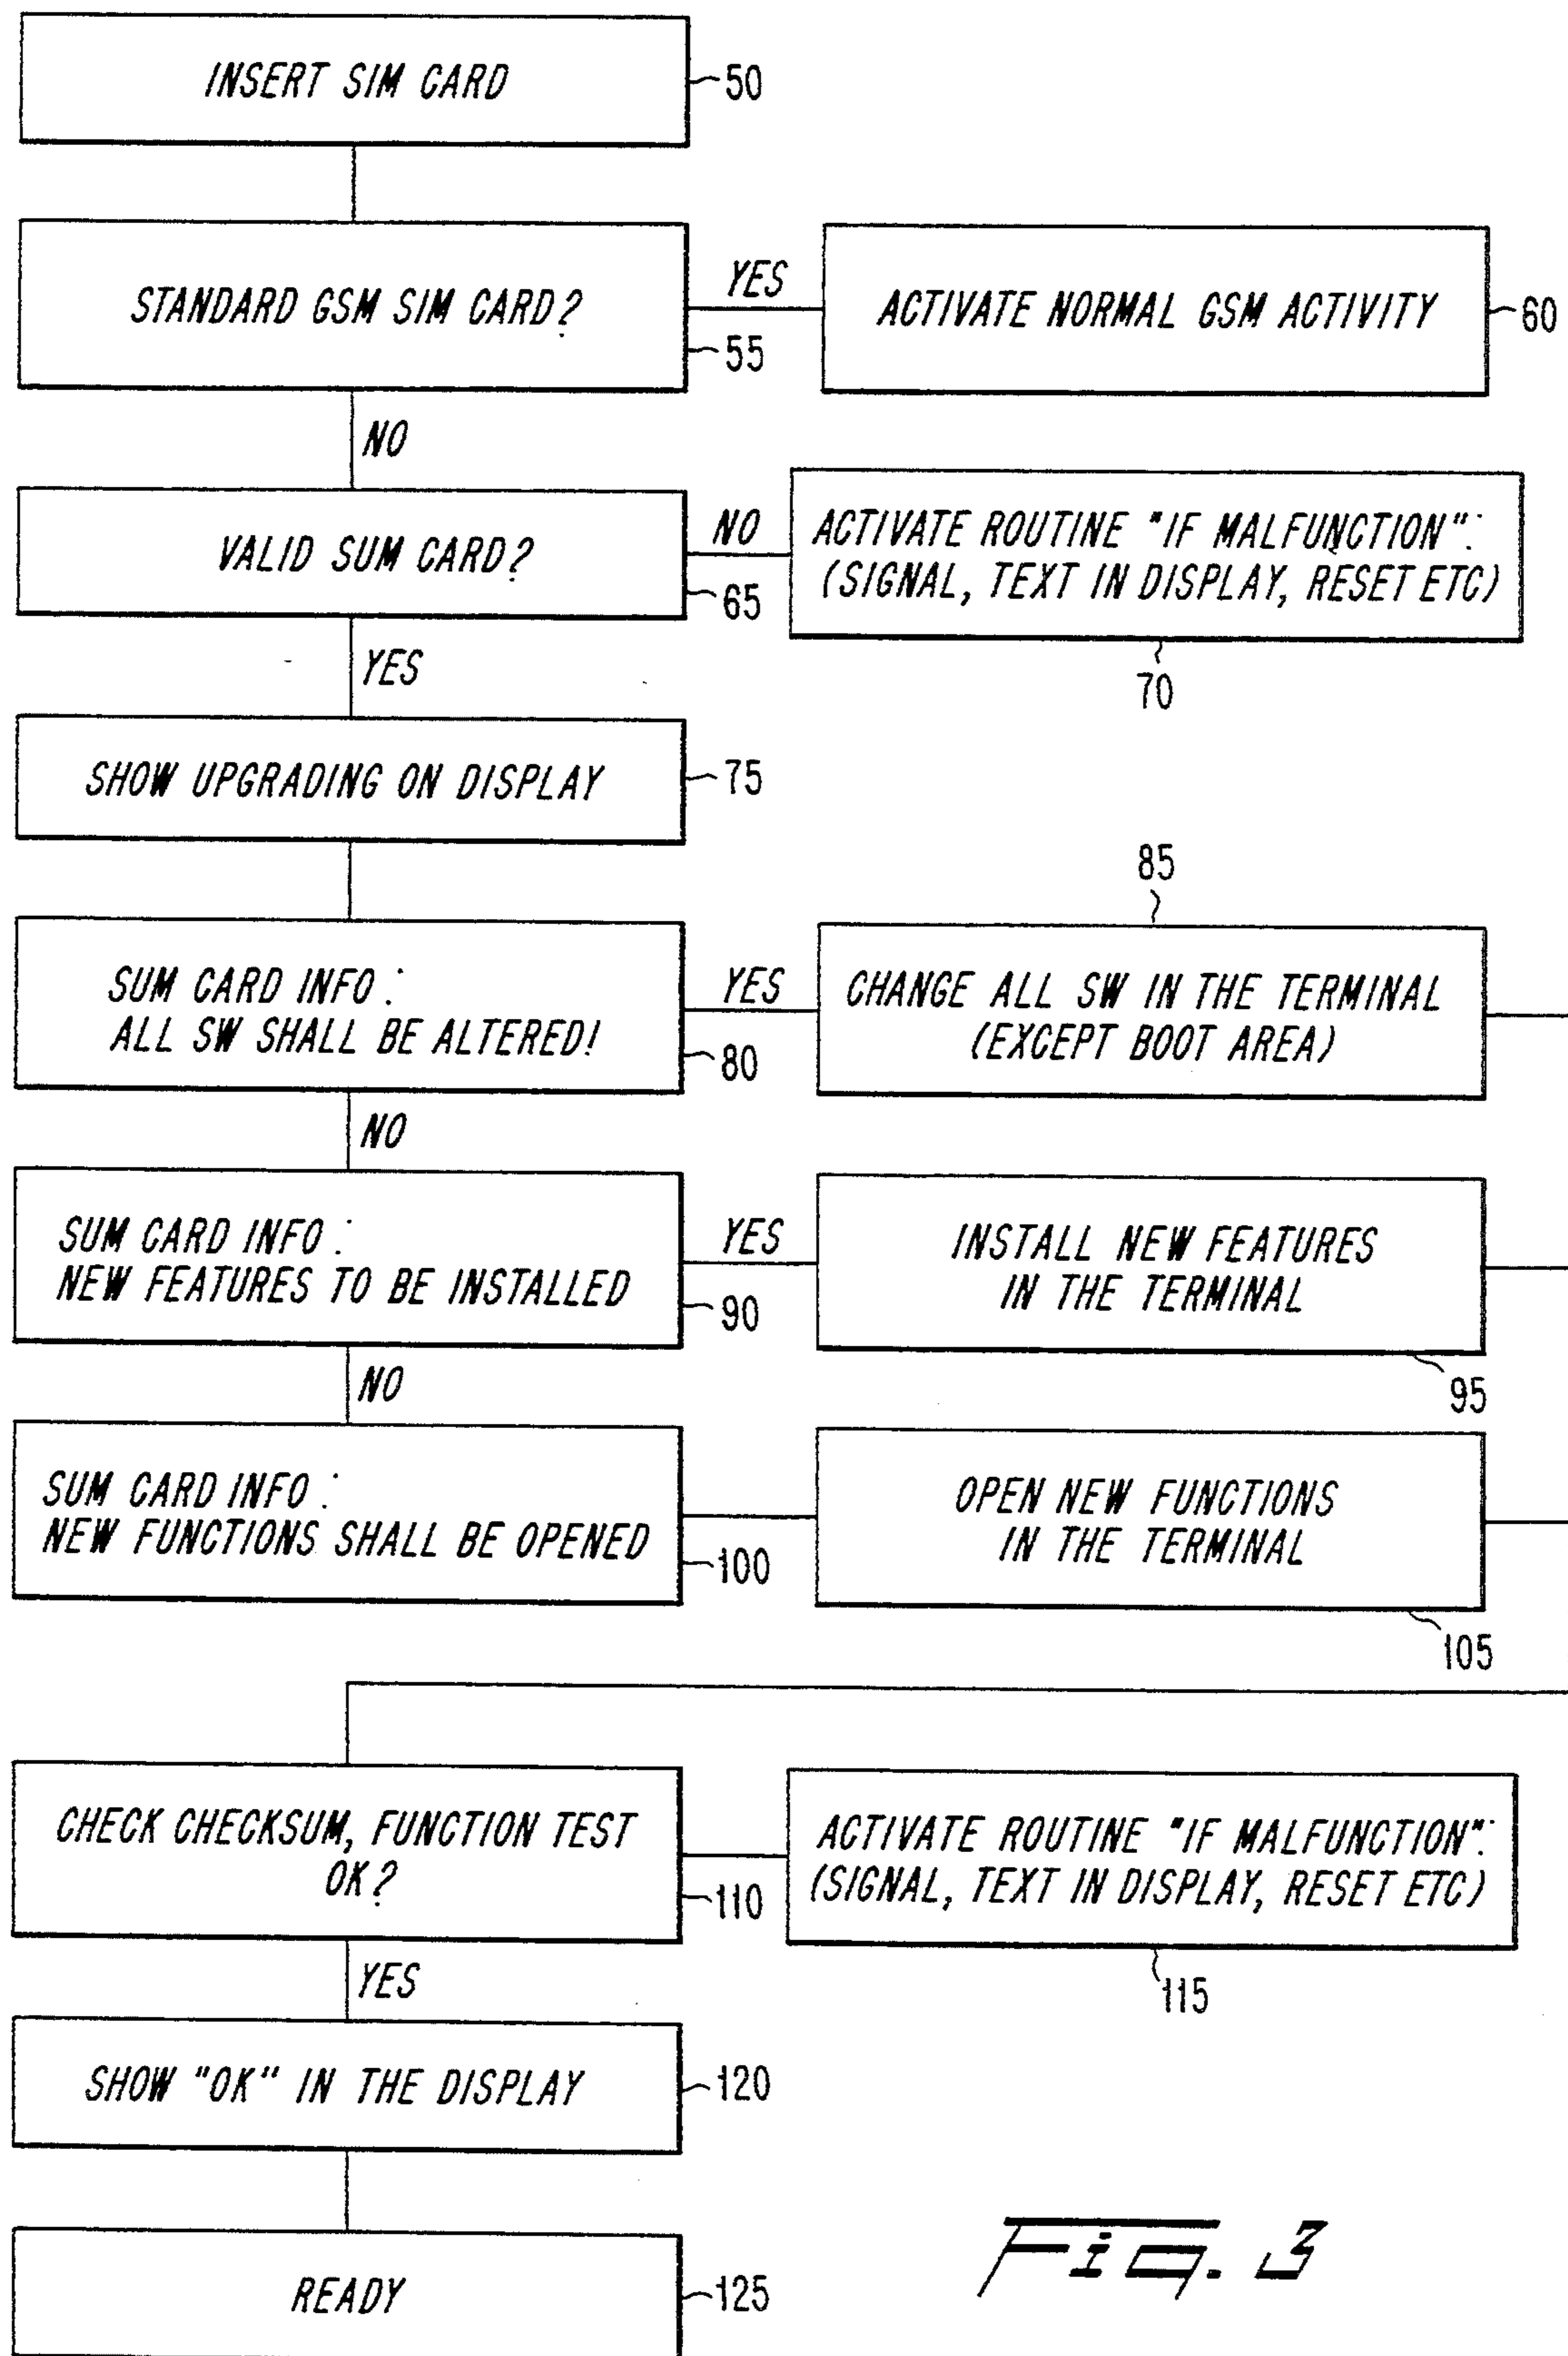 INSERT SIM CARD
50
STANDARD GSM SIM CARD?
55
YES
ACTIVATE NORMAL GSM ACTIVITY
60
NO
VALID SUM CARD?
65
NO
ACTIVATE ROUTINE "IF MALFUNCTION":
(SIGNAL, TEXT IN DISPLAY, RESET ETC)
70
YES
SHOW UPGRADING ON DISPLAY
75
SUM CARD INFO:
ALL SW SHALL BE ALTERED!
80
YES
85
CHANGE ALL SW IN THE TERMINAL
(EXCEPT BOOT AREA)
NO
SUM CARD INFO:
NEW FEATURES TO BE INSTALLED
90
YES
INSTALL NEW FEATURES
IN THE TERMINAL
95
NO
SUM CARD INFO:
NEW FUNCTIONS SHALL BE OPENED
100
OPEN NEW FUNCTIONS
IN THE TERMINAL
105
CHECK CHECKSUM, FUNCTION TEST
OK?
110
ACTIVATE ROUTINE "IF MALFUNCTION":
(SIGNAL, TEXT IN DISPLAY, RESET ETC)
115
YES
SHOW "OK" IN THE DISPLAY
120
READY
125
Fig. 3